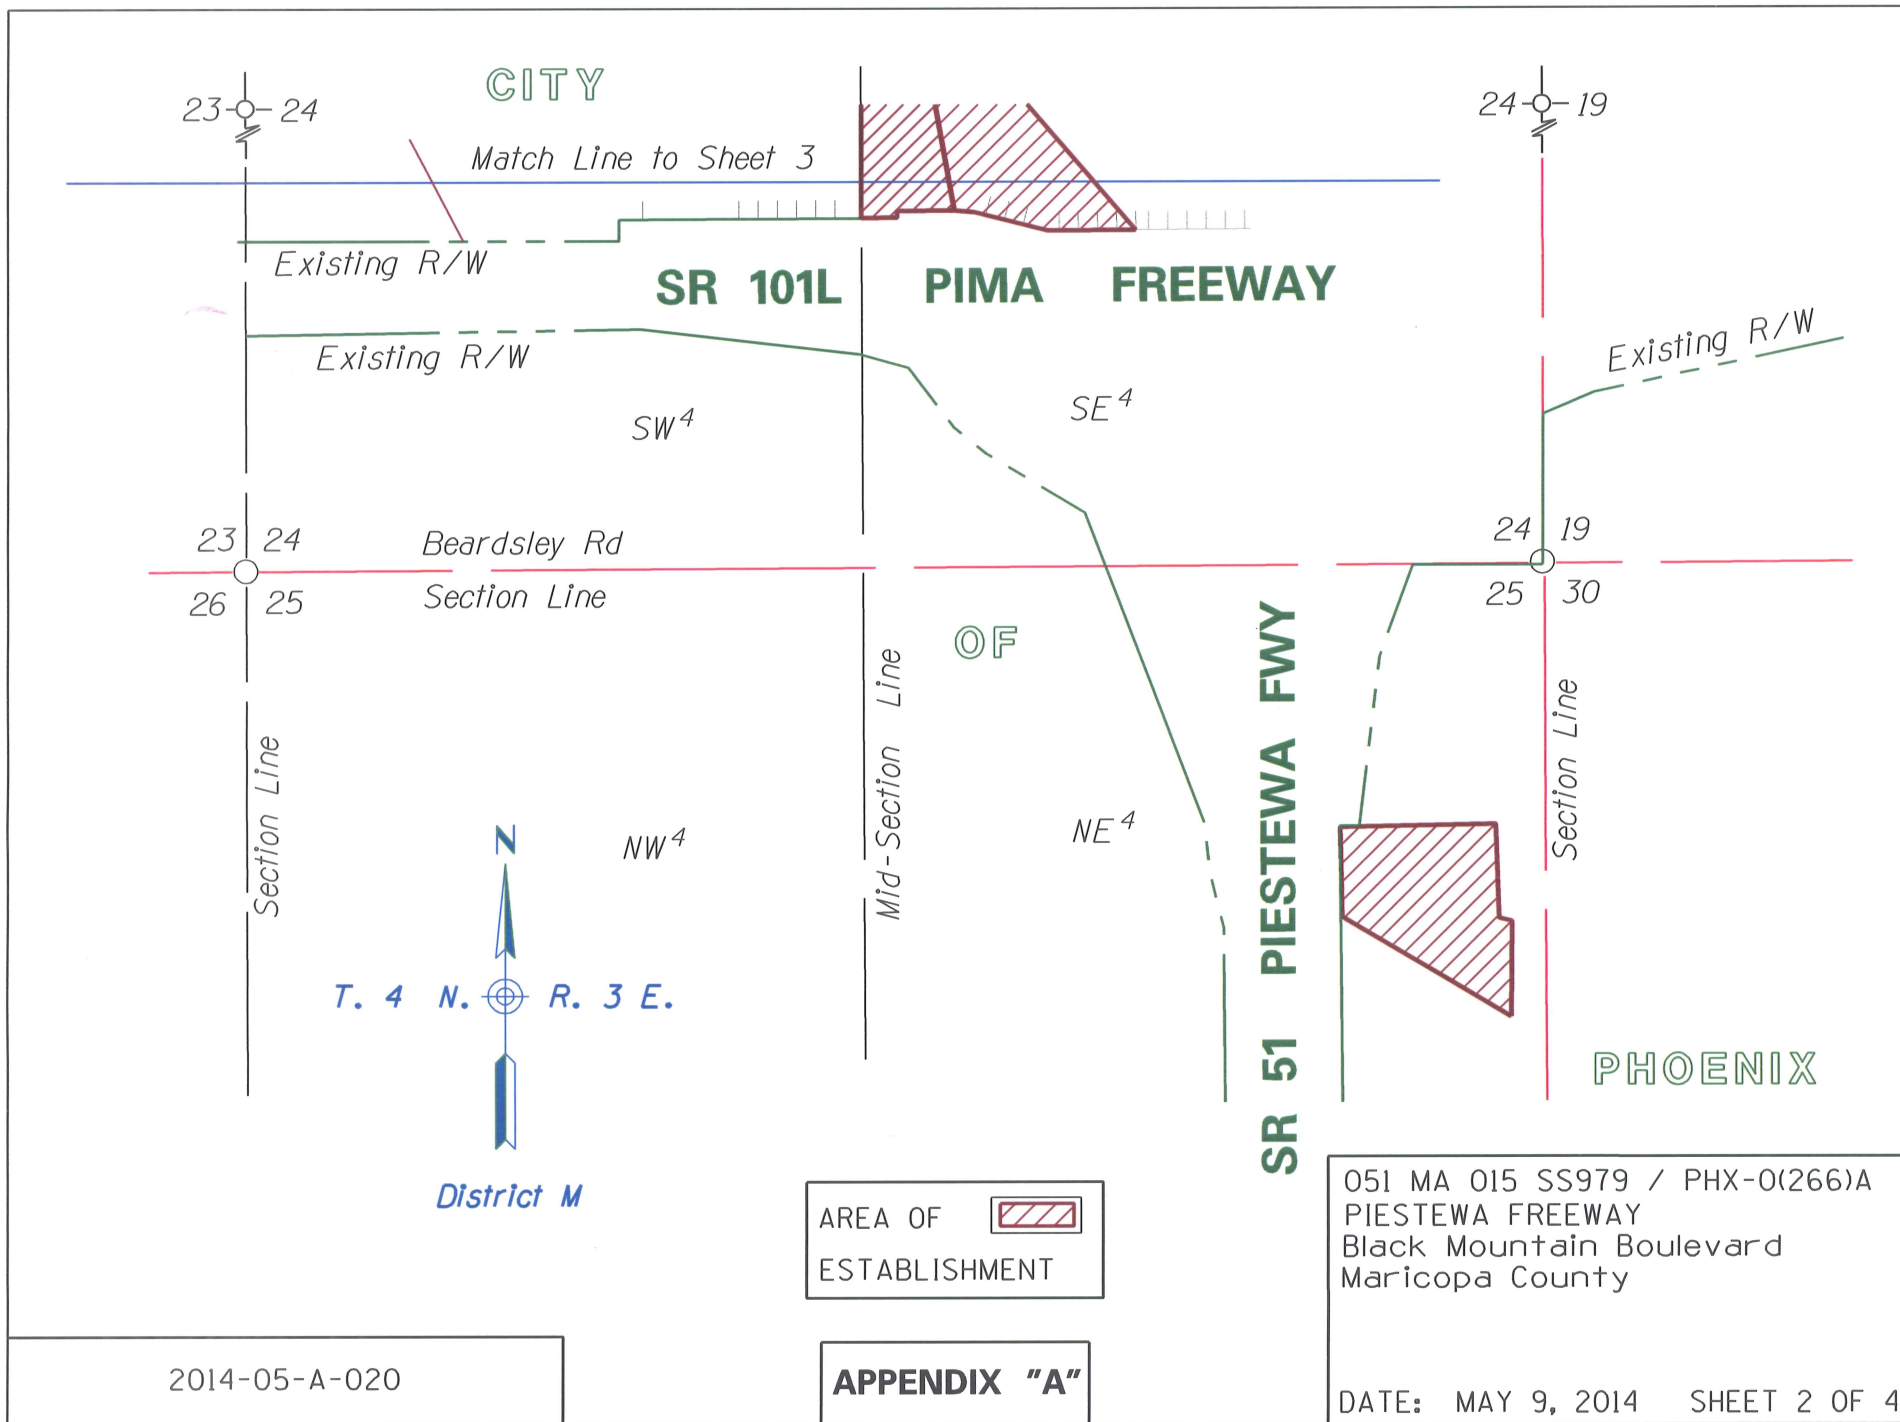 CITY
23 24
24 19
Match Line to Sheet 3
Existing R/W
SR 101L PIMA FREEWAY
Existing R/W
Existing R/W
SW4
SE4
23 24
Beardsley Rd
24 19
26 25
Section Line
25 30
OF
Section Line
Mid-Section Line
SR 51 PIESTEWA FWY
Section Line
NW4
NE4
N
T. 4 N. R. 3 E.
PHOENIX
District M
AREA OF
ESTABLISHMENT
051 MA 015 SS979 / PHX-0(266)A
PIESTEWA FREEWAY
Black Mountain Boulevard
Maricopa County
2014-05-A-020
APPENDIX "A"
DATE: MAY 9, 2014 SHEET 2 OF 4